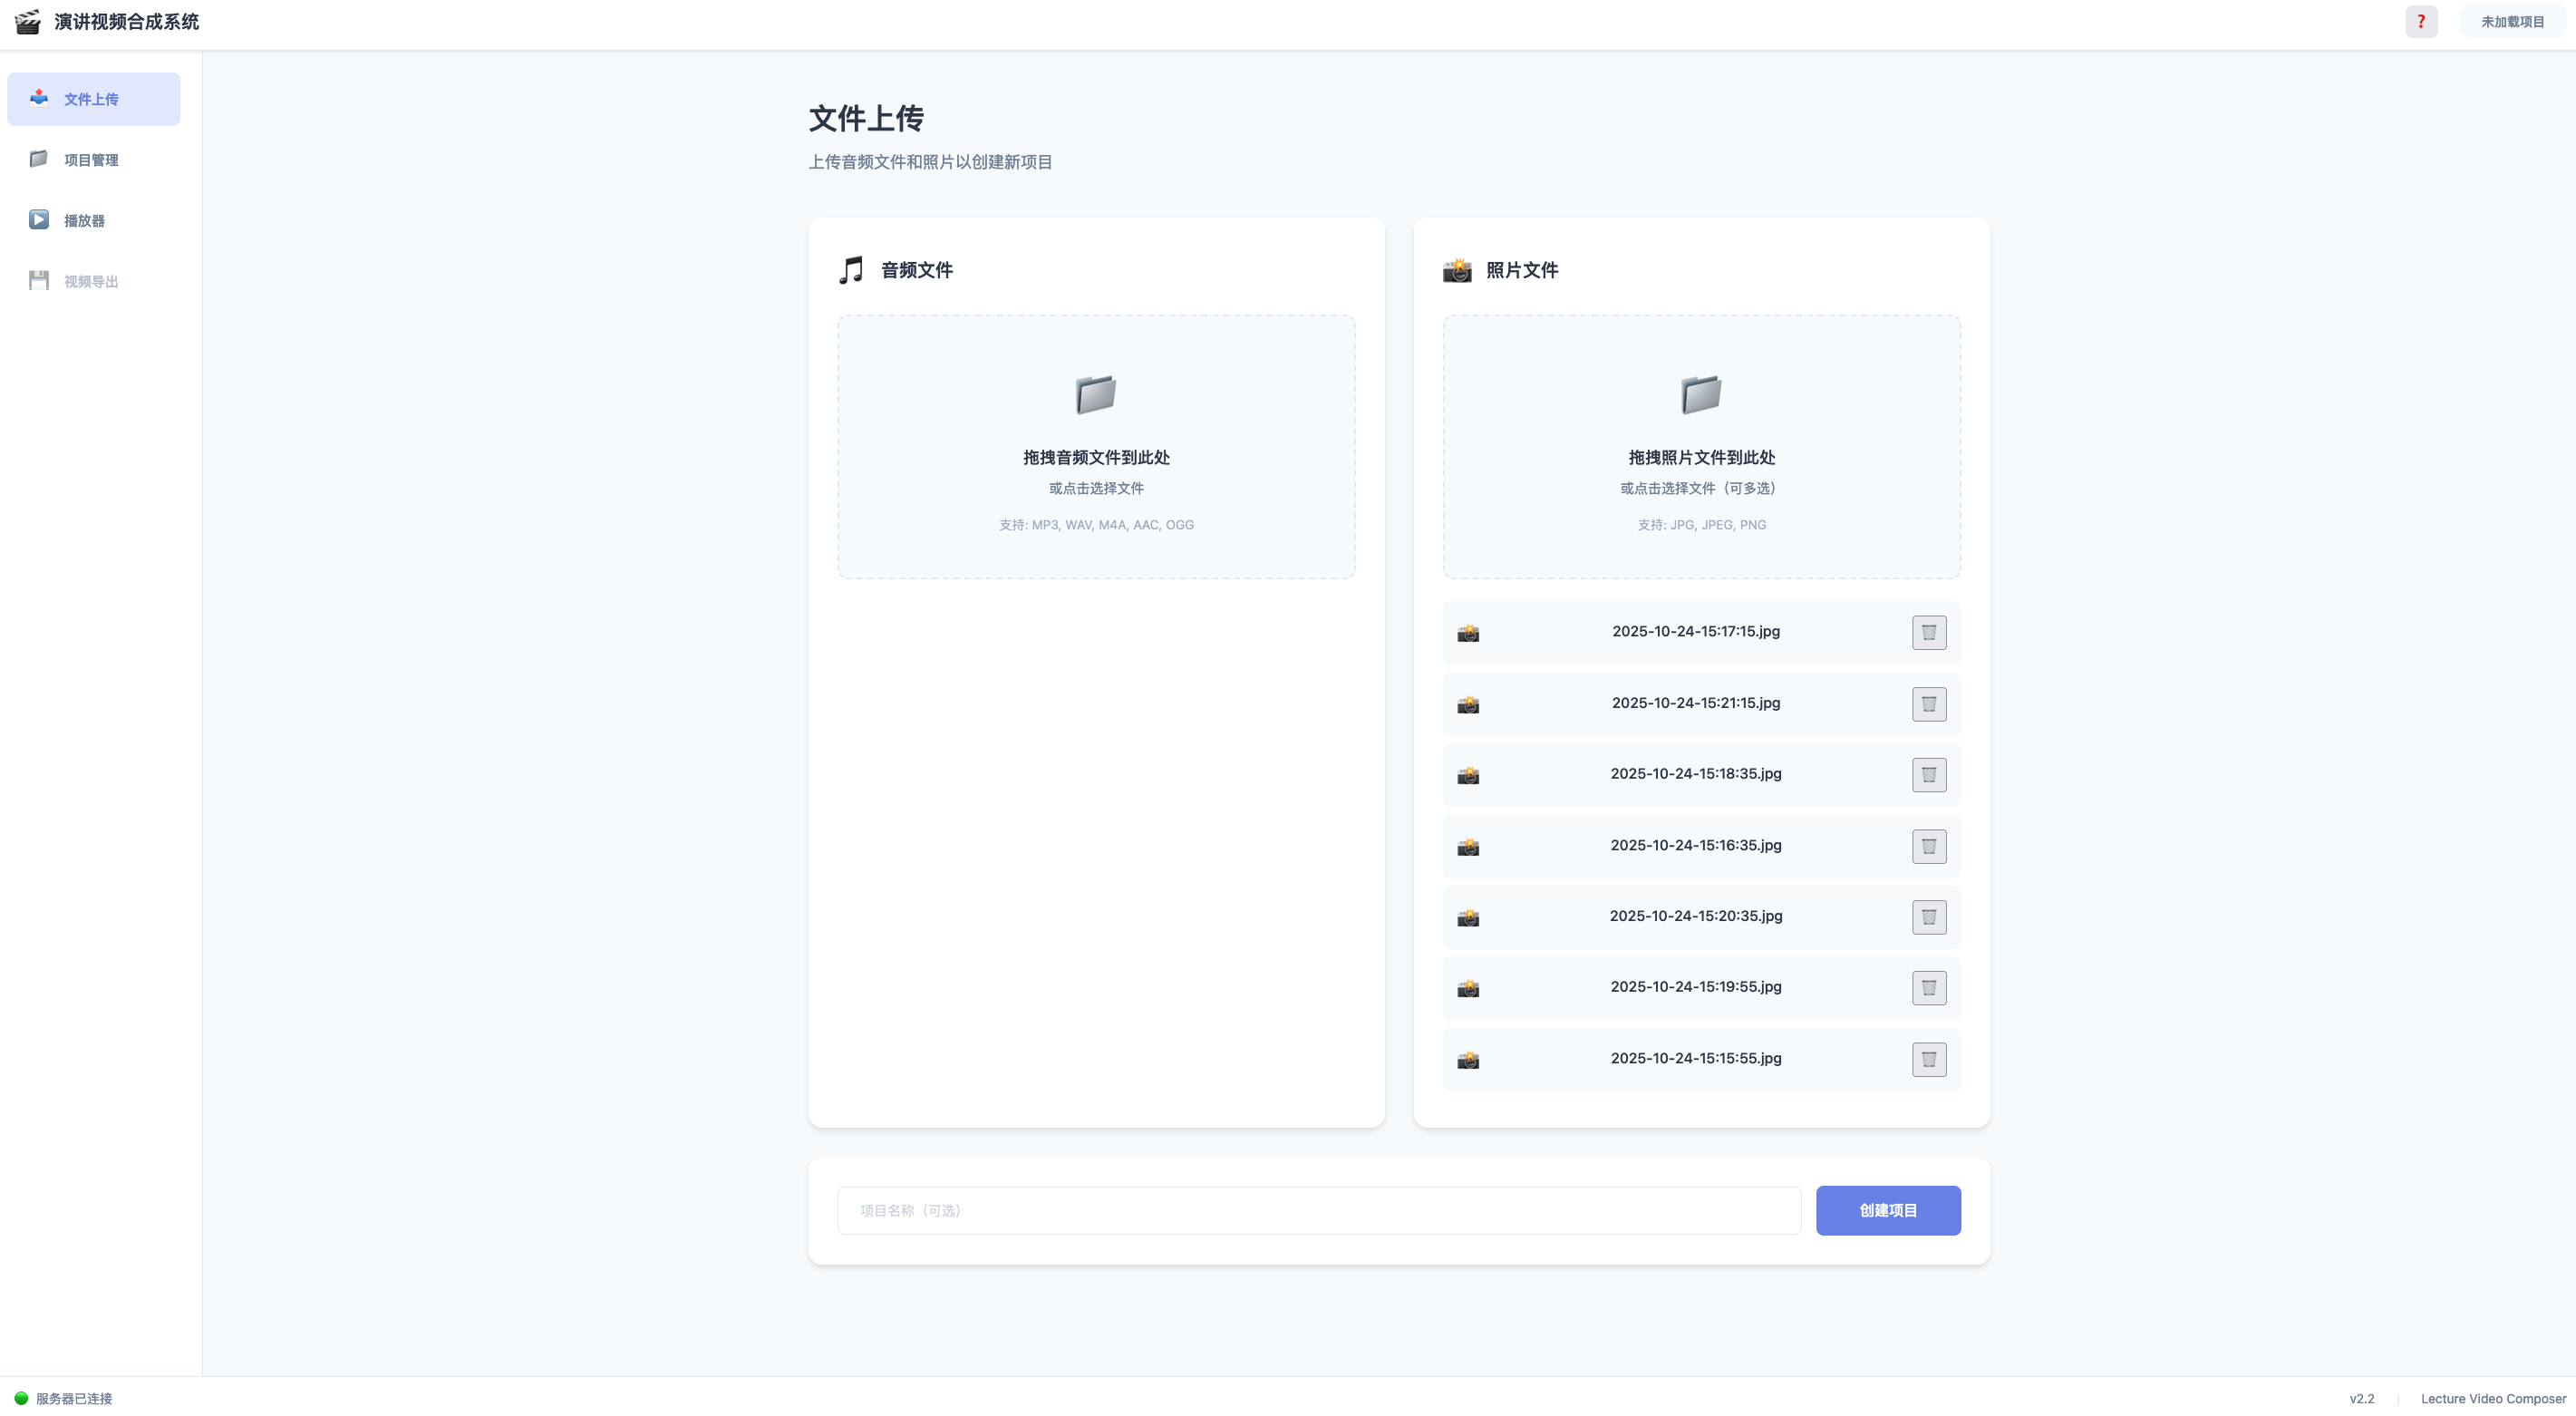 演讲视频合成系统
?
未加载项目
文件上传
项目管理
播放器
视频导出
文件上传
上传音频文件和照片以创建新项目
音频文件
拖拽音频文件到此处
或点击选择文件
支持: MP3, WAV, M4A, AAC, OGG
照片文件
拖拽照片文件到此处
或点击选择文件（可多选）
支持: JPG, JPEG, PNG
2025-10-24-15:17:15.jpg
2025-10-24-15:21:15.jpg
2025-10-24-15:18:35.jpg
2025-10-24-15:16:35.jpg
2025-10-24-15:20:35.jpg
2025-10-24-15:19:55.jpg
2025-10-24-15:15:55.jpg
项目名称（可选）
创建项目
服务器已连接
v2.2
Lecture Video Composer